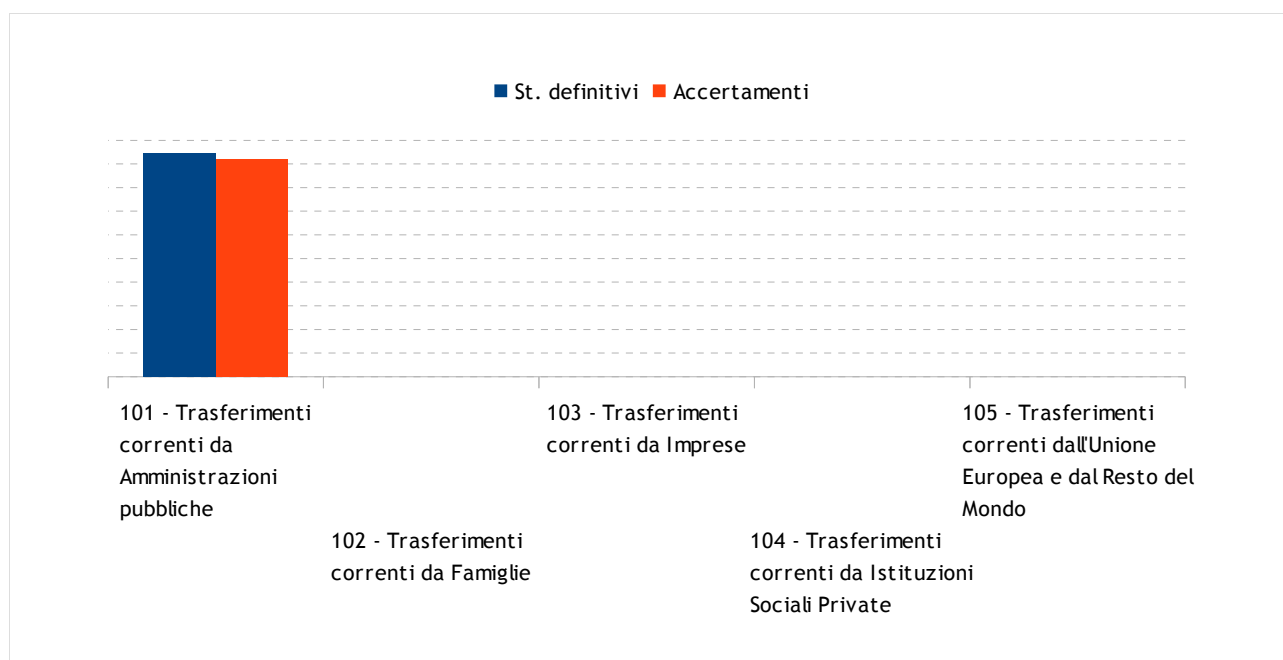 St. definitivi Accertamenti
101 - Trasferimenti
correnti da
Amministrazioni
pubbliche
102 - Trasferimenti
correnti da Famiglie
103 - Trasferimenti
correnti da Imprese
104 - Trasferimenti
correnti da Istituzioni
Sociali Private
105 - Trasferimenti
correnti dall'Unione
Europea e dal Resto del
Mondo